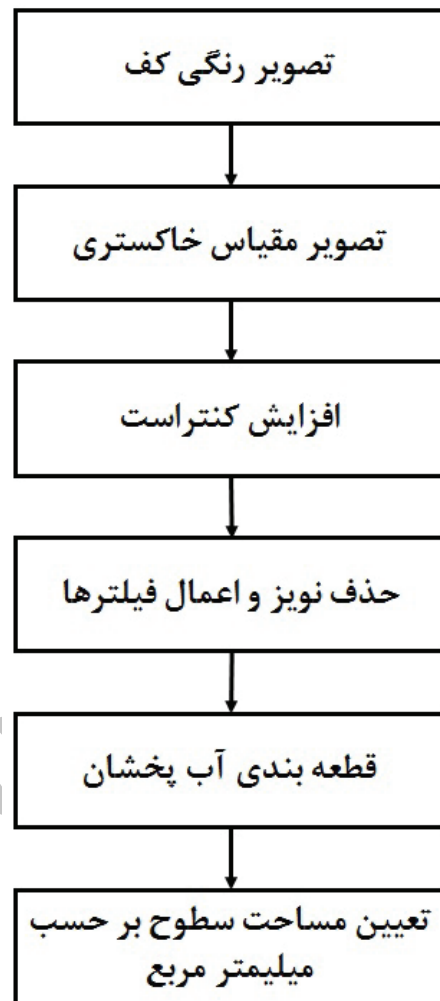 تصویر رنگی کف
تصویر مقیاس خاکستری
افزایش کنتراست
حذف نویز و اعمال فیلترها
قطعه بندی آب پخشان
تعیین مساحت سطوح بر حسب
میلیمتر مربع